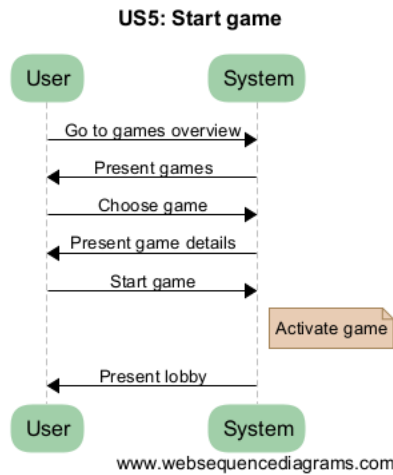 US5: Start game
User System
Go to games overview
Present games
Choose game
Present game details
Start game
Activate game
Present lobby
User System
www.websequencediagrams.com